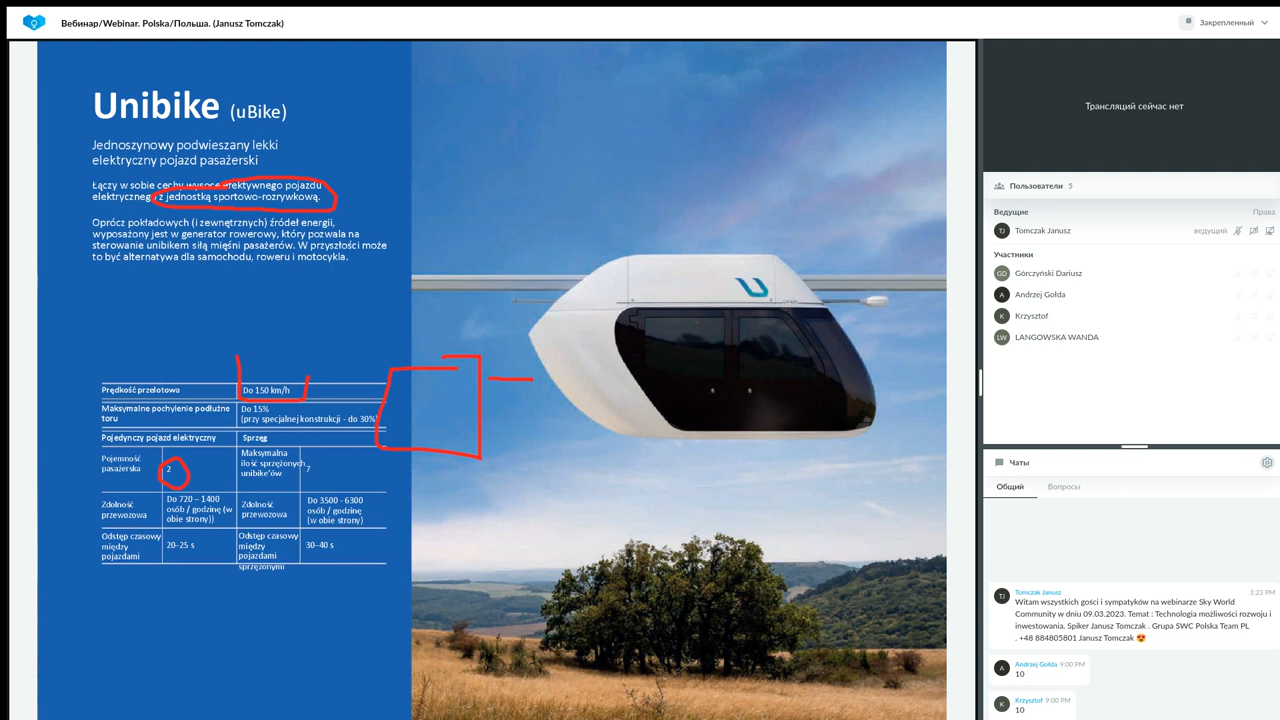 Вебинар/Webinar. Polska/Польша. (Janusz Tomczak)
Закрепленный
Unibike (uBike)
Jednoszynowy podwieszany lekki
elektryczny pojazd pasażerski
Łączy w sobie cechy wysoce efektywnego pojazdu
elektrycznego z jednostką sportowo-rozrywkową.
Oprócz pokładowych (i zewnętrznych) źródeł energii,
wyposażony jest w generator rowerowy, który pozwala na
sterowanie unibikem siłą mięśni pasażerów. W przyszłości może
to być alternatywa dla samochodu, roweru i motocykla.
Prędkość przelotowa Do 150 km/h
Maksymalne pochylenie podłużne
toru
Do 15%
(przy specjalnej konstrukcji - do 30%)
Pojedynczy pojazd elektryczny Sprzęg
Pojemność
pasażerska
2
Maksymalna
ilość sprzężonych
unibike'ów
7
Zdolność
przewozowa
Do 720 – 1400
osób / godzinę (w
obie strony))
Zdolność
przewozowa
Do 3500 - 6300
osób / godzinę
(w obie strony)
Odstęp czasowy
między
pojazdami
20–25 s
Odstęp czasowy
między
pojazdami
sprzężonymi
30–40 s
Трансляций сейчас нет
Пользователи 5
Ведущие Права
TJ Tomczak Janusz ведущий
Участники
GD Górczyński Dariusz
A Andrzej Gołda
K Krzysztof
LW LANGOWSKA WANDA
Чаты
Общий Вопросы
TJ Tomczak Janusz 1:23 PM
Witam wszystkich gości i sympatyków na webinarze Sky World
Community w dniu 09.03.2023. Temat : Technologia możliwości rozwoju i
inwestowania. Spiker Janusz Tomczak . Grupa SWC Polska Team PL
. +48 884805801 Janusz Tomczak 😍
A Andrzej Gołda 9:00 PM
10
K Krzysztof 9:00 PM
10